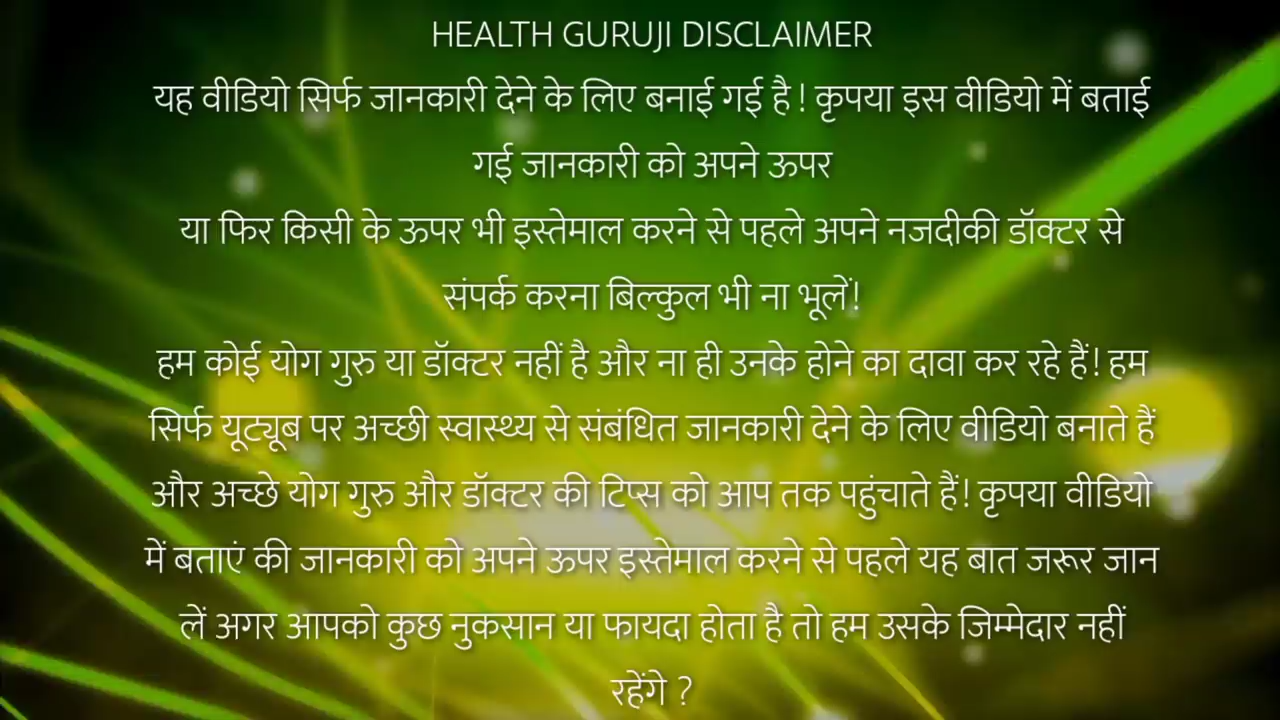 HEALTH GURUJI DISCLAIMER
यह वीडियो सिर्फ जानकारी देने के लिए बनाई गई है ! कृपया इस वीडियो में बताई
गई जानकारी को अपने ऊपर
या फिर किसी के ऊपर भी इस्तेमाल करने से पहले अपने नजदीकी डॉक्टर से
संपर्क करना बिल्कुल भी ना भूलें!
हम कोई योग गुरु या डॉक्टर नहीं है और ना ही उनके होने का दावा कर रहे हैं! हम
सिर्फ यूट्यूब पर अच्छी स्वास्थ्य से संबंधित जानकारी देने के लिए वीडियो बनाते हैं
और अच्छे योग गुरु और डॉक्टर की टिप्स को आप तक पहुंचाते हैं! कृपया वीडियो
में बताएं की जानकारी को अपने ऊपर इस्तेमाल करने से पहले यह बात जरूर जान
लें अगर आपको कुछ नुकसान या फायदा होता है तो हम उसके जिम्मेदार नहीं
रहेंगे ?